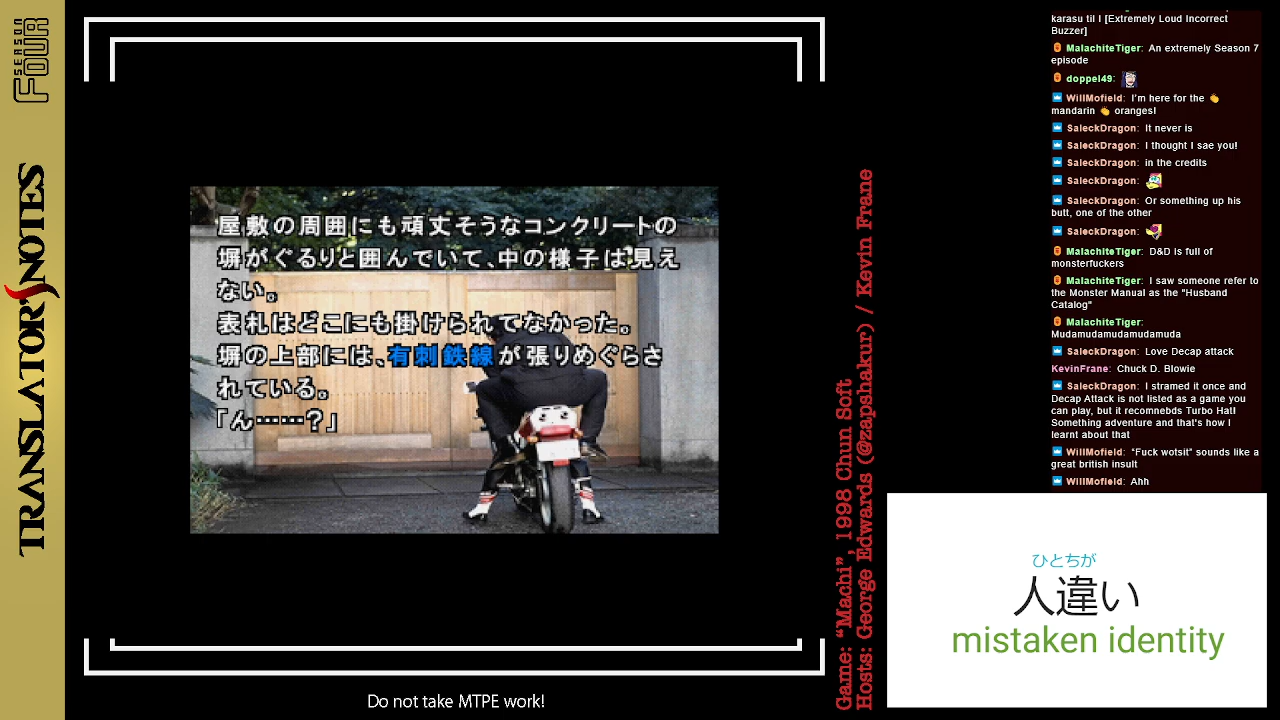 SEASON
FOUR
TRANSLATOR'S NOTES
屋敷の周囲にも頑丈そうなコンクリートの
塀がぐるりと囲んでいて、中の様子は見え
ない。
表札はどこにも掛けられてなかった。
塀の上部には、有刺鉄線が張りめぐらさ
れている。
「ん……？」
Do not take MTPE work!
Game: "Machi", 1998 Chun Soft
Hosts: George Edwards (@zapshakur) / Kevin Frane
karasu til I [Extremely Loud Incorrect
Buzzer]
MalachiteTiger: An extremely Season 7
episode
doppel49:
WillMofield: I'm here for the 👏
mandarin 👏 oranges!
SaleckDragon: It never is
SaleckDragon: I thought I sae you!
SaleckDragon: in the credits
SaleckDragon:
SaleckDragon: Or something up his
butt, one of the other
SaleckDragon:
MalachiteTiger: D&D is full of
monsterfuckers
MalachiteTiger: I saw someone refer to
the Monster Manual as the "Husband
Catalog"
MalachiteTiger:
Mudamudamudamudamuda
SaleckDragon: Love Decap attack
KevinFrane: Chuck D. Blowie
SaleckDragon: I stramed it once and
Decap Attack is not listed as a game you
can play, but it recomnebds Turbo Hatl
Something adventure and that's how I
learnt about that
WillMofield: "Fuck wotsit" sounds like a
great british insult
WillMofield: Ahh
ひとちが
人違い
mistaken identity